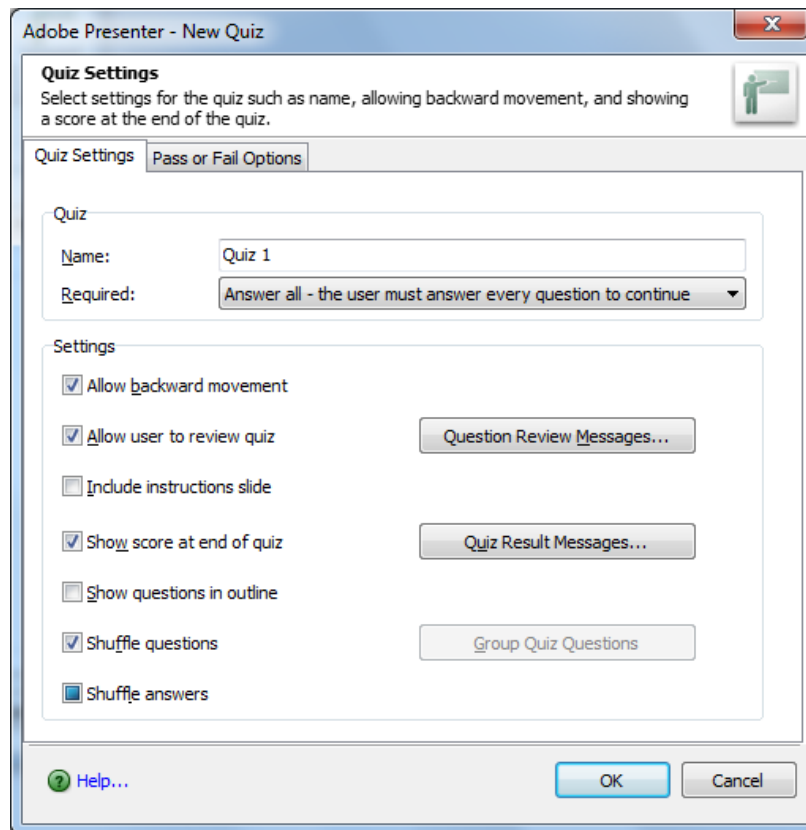 Adobe Presenter - New Quiz
Quiz Settings
Select settings for the quiz such as name, allowing backward movement, and showing
a score at the end of the quiz.
Quiz Settings
Pass or Fail Options
Quiz
Name:
Quiz 1
Required:
Answer all - the user must answer every question to continue
Settings
Allow backward movement
Allow user to review quiz
Question Review Messages...
Include instructions slide
Show score at end of quiz
Quiz Result Messages...
Show questions in outline
Shuffle questions
Group Quiz Questions
Shuffle answers
? Help...
OK
Cancel